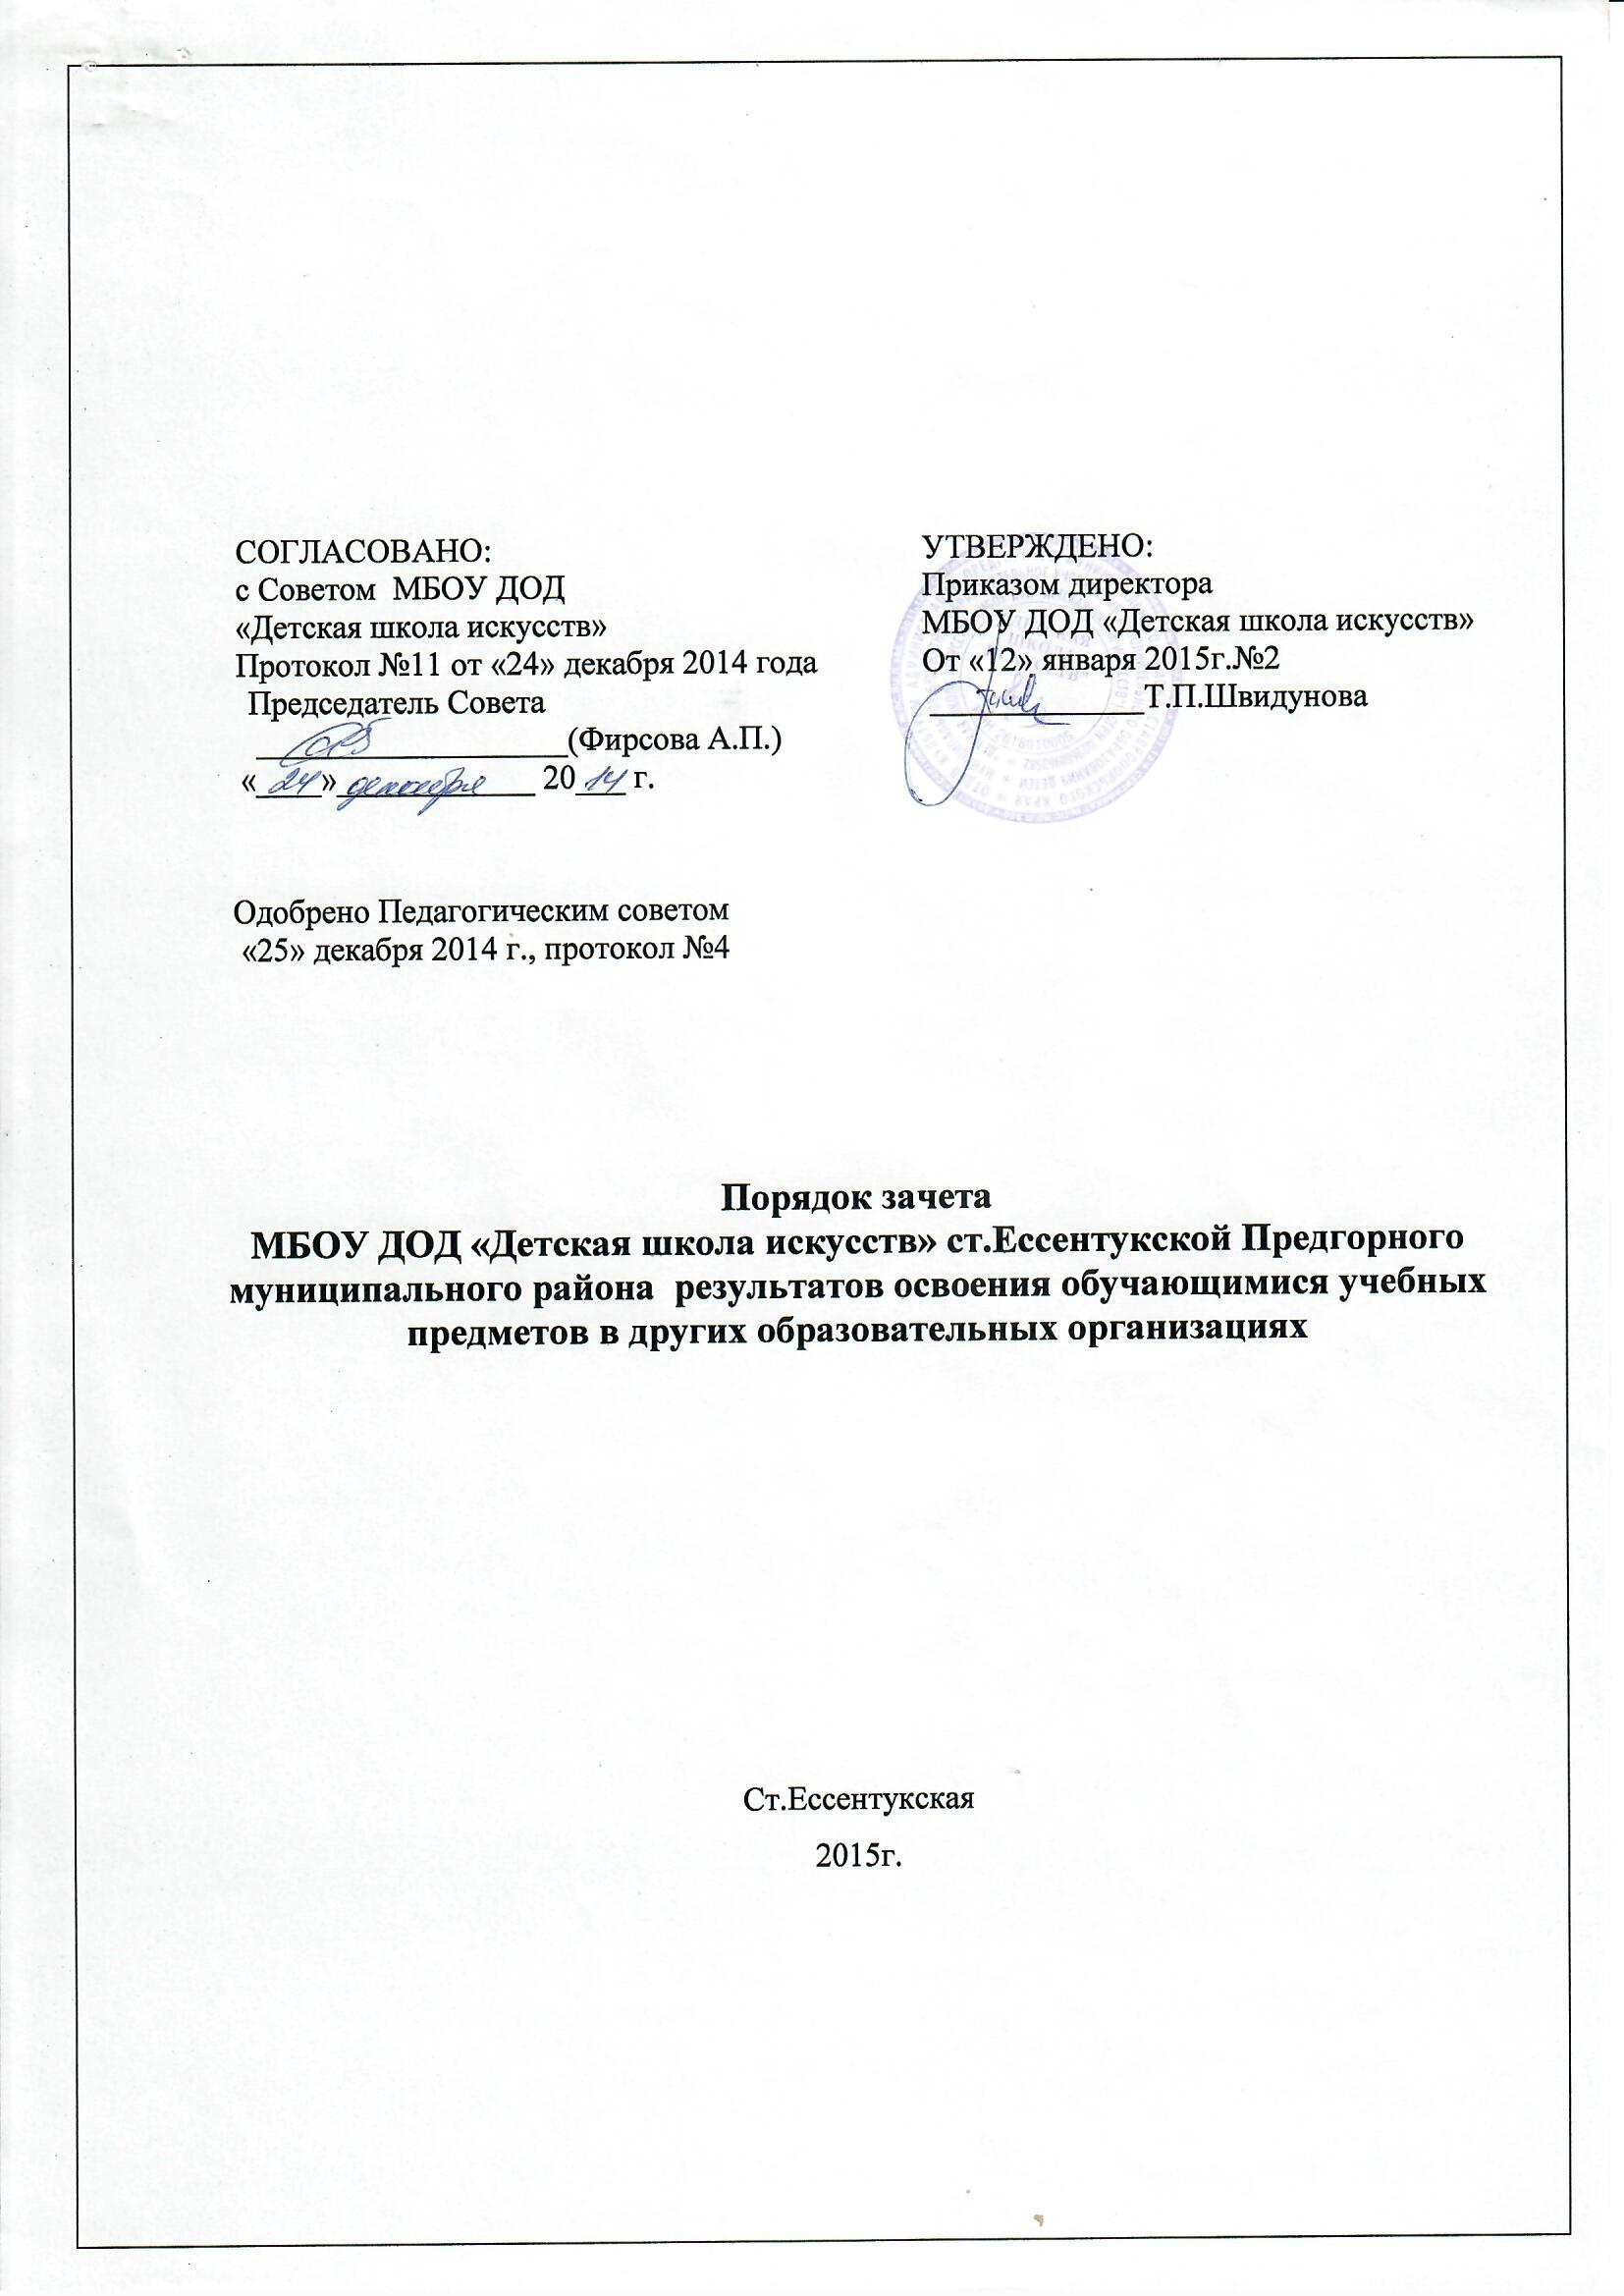 СОГЛАСОВАНО:
с Советом МБОУ ДОД
«Детская школа искусств»
Протокол №11 от «24» декабря 2014 года
Председатель Совета
(Фирсова А.П.)
«24» декабря 2014 г.
УТВЕРЖДЕНО:
Приказом директора
МБОУ ДОД «Детская школа искусств»
От «12» января 2015г.№2
Т.П.Швидунова
Одобрено Педагогическим советом
«25» декабря 2014 г., протокол №4
Порядок зачета
МБОУ ДОД «Детская школа искусств» ст.Ессентукской Предгорного
муниципального района результатов освоения обучающимися учебных
предметов в других образовательных организациях
Ст.Ессентукская
2015г.